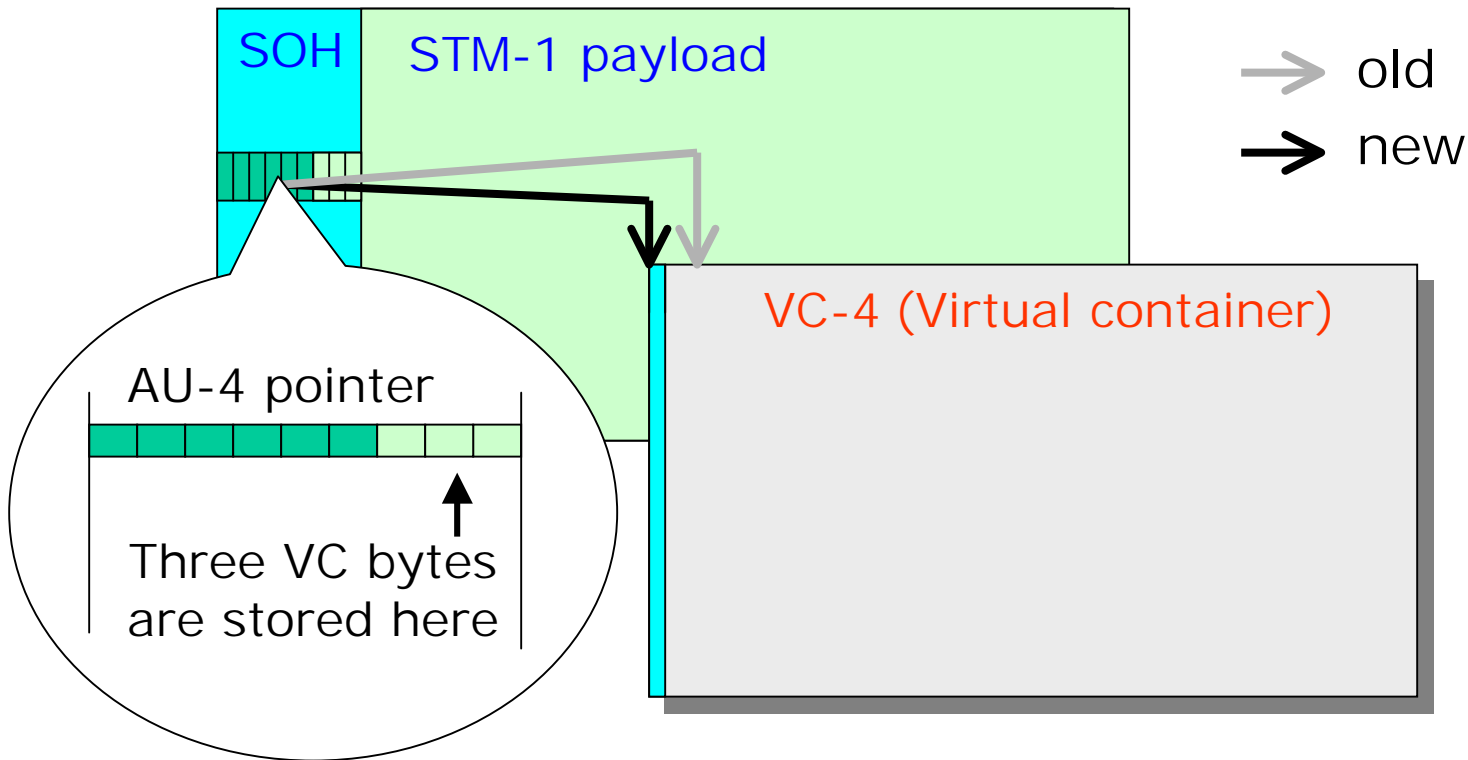 SOH
STM-1 payload
old
new
VC-4 (Virtual container)
AU-4 pointer
Three VC bytes
are stored here